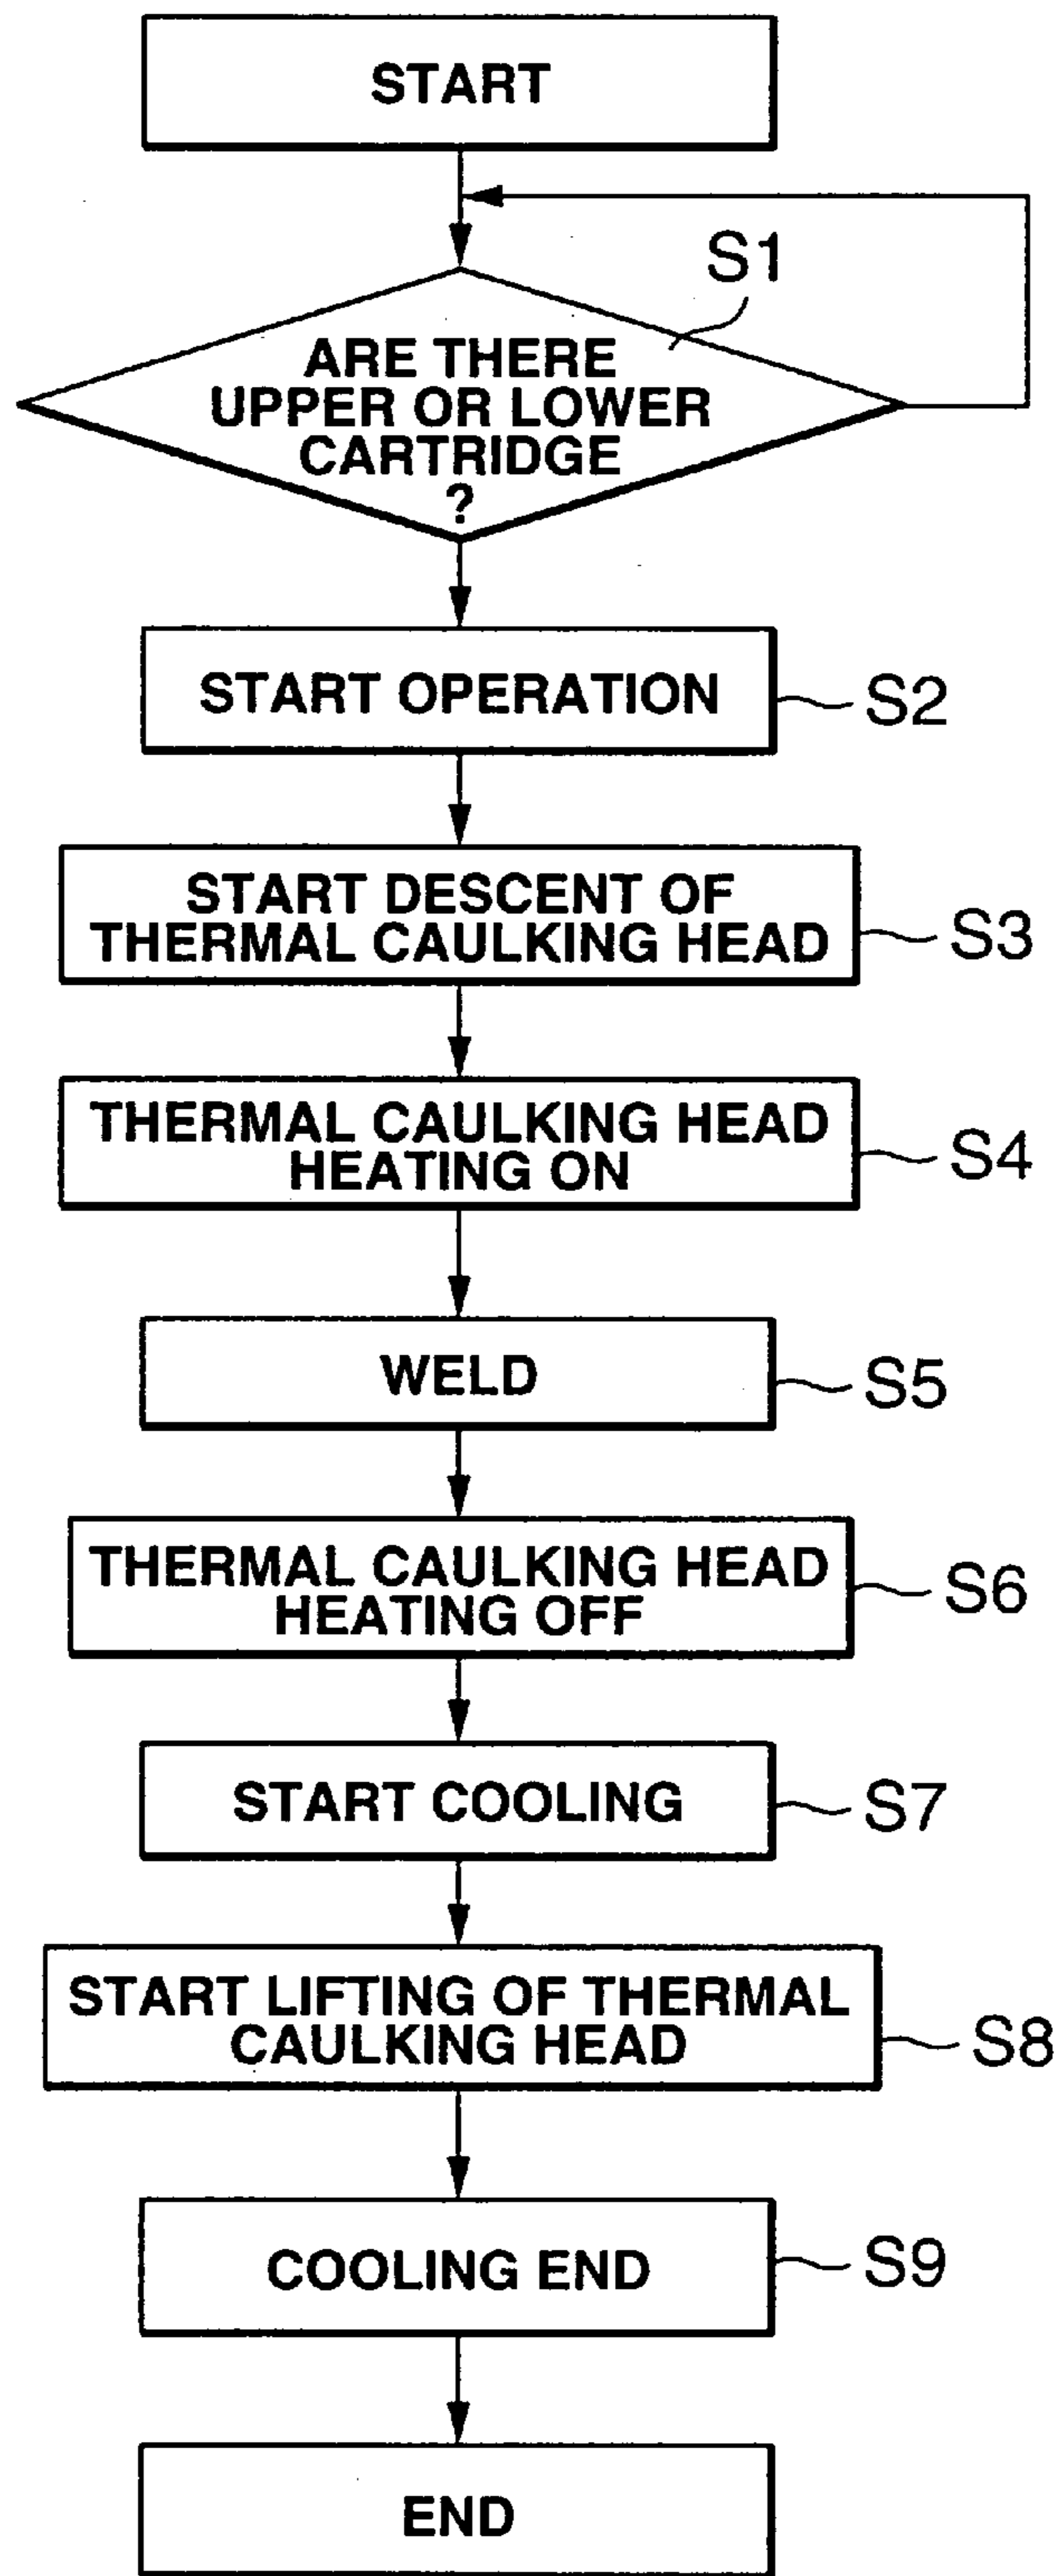 START
S1
ARE THERE
UPPER OR LOWER
CARTRIDGE
?
START OPERATION
S2
START DESCENT OF
THERMAL CAULKING HEAD
S3
THERMAL CAULKING HEAD
HEATING ON
S4
WELD
S5
THERMAL CAULKING HEAD
HEATING OFF
S6
START COOLING
S7
START LIFTING OF THERMAL
CAULKING HEAD
S8
COOLING END
S9
END